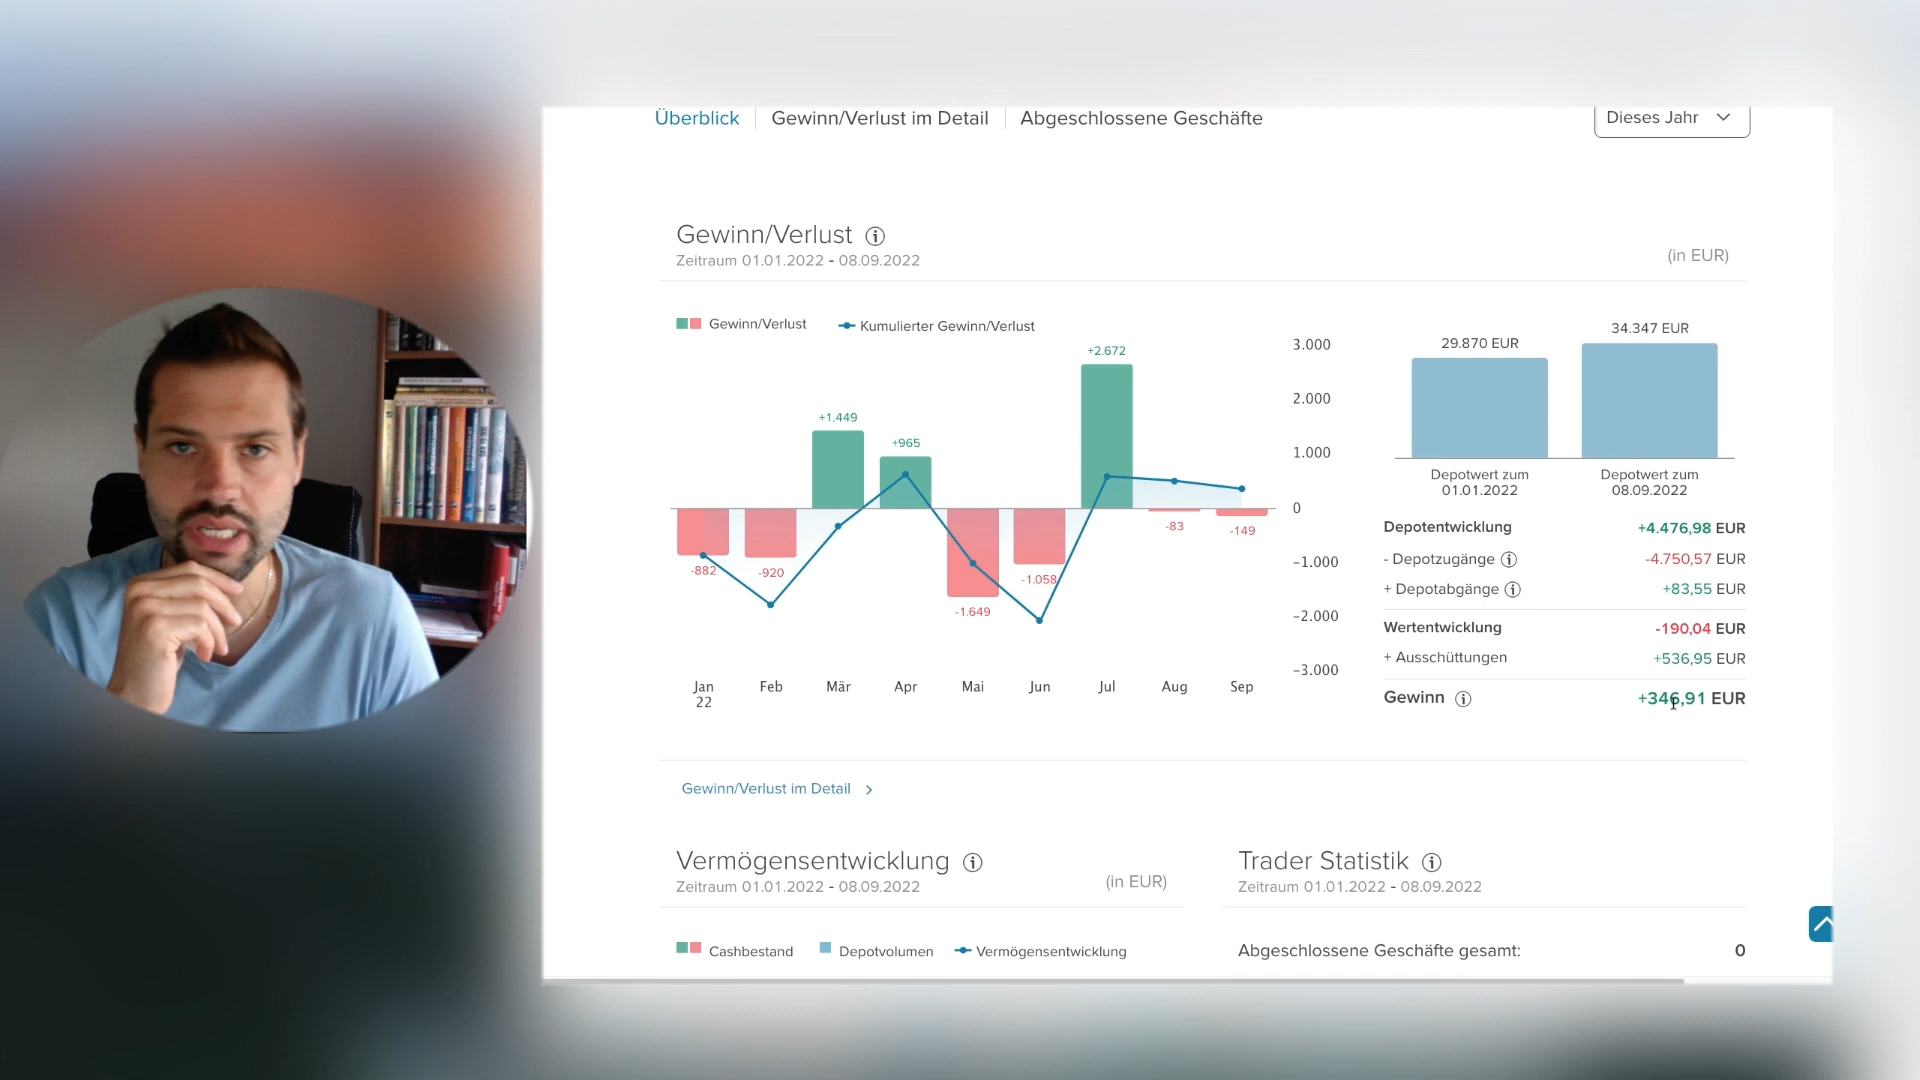 Überblick
Gewinn/Verlust im Detail
Abgeschlossene Geschäfte
Dieses Jahr
Gewinn/Verlust
Zeitraum 01.01.2022 - 08.09.2022
(in EUR)
Gewinn/Verlust
Kumulierter Gewinn/Verlust
-882
-920
+1.449
+965
-1.649
-1.058
+2.672
-83
-149
3.000
2.000
1.000
0
-1.000
-2.000
-3.000
Jan
22
Feb
Mär
Apr
Mai
Jun
Jul
Aug
Sep
29.870 EUR
34.347 EUR
Depotwert zum
01.01.2022
Depotwert zum
08.09.2022
Depotentwicklung +4.476,98 EUR
- Depotzugänge -4.750,57 EUR
+ Depotabgänge +83,55 EUR
Wertentwicklung -190,04 EUR
+ Ausschüttungen +536,95 EUR
Gewinn +346,91 EUR
Gewinn/Verlust im Detail
Vermögensentwicklung
Zeitraum 01.01.2022 - 08.09.2022
(in EUR)
Cashbestand
Depotvolumen
Vermögensentwicklung
Trader Statistik
Zeitraum 01.01.2022 - 08.09.2022
Abgeschlossene Geschäfte gesamt: 0